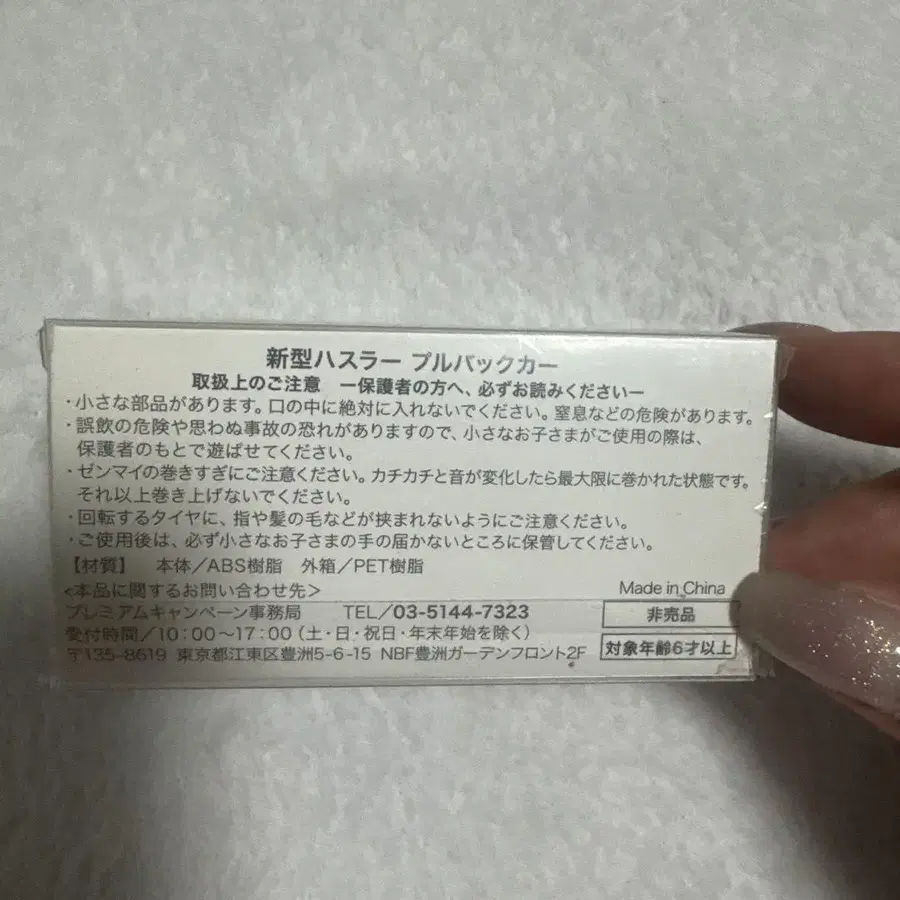 新型ハスラー プルバックカー
取扱上のご注意 ー保護者の方へ、必ずお読みくださいー
・小さな部品があります。口の中に絶対に入れないでください。窒息などの危険があります。
・誤飲の危険や思わぬ事故の恐れがありますので、小さなお子さまがご使用の際は、
保護者のもとで遊ばせてください。
・ゼンマイの巻きすぎにご注意ください。カチカチと音が変化したら最大限に巻かれた状態です。
それ以上巻き上げないでください。
・回転するタイヤに、指や髪の毛などが挟まれないようにご注意ください。
・ご使用後は、必ず小さなお子さまの手の届かないところに保管してください。
【材質】 本体／ABS樹脂 外箱／PET樹脂
<本品に関するお問い合わせ先> Made in China
プレミアムキャンペーン事務局 TEL／03-5144-7323 非売品
受付時間／10:00〜17:00（土・日・祝日・年末年始を除く）
〒135-8619 東京都江東区豊洲5-6-15 NBF豊洲ガーデンフロント2F 対象年齢6才以上